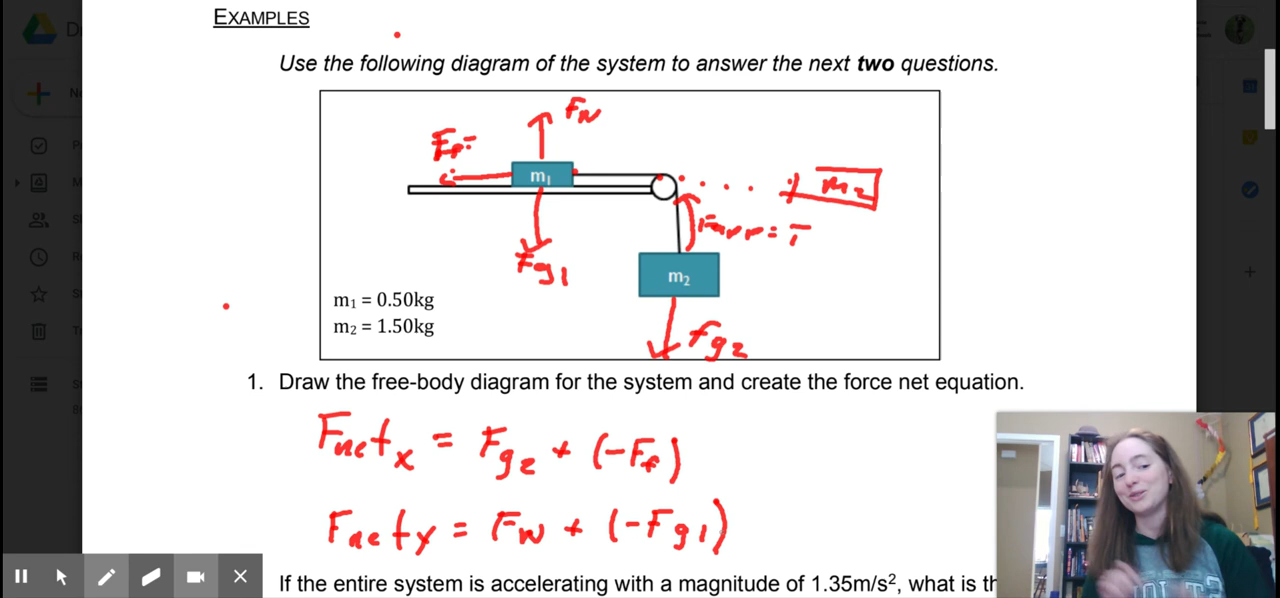 EXAMPLES
Use the following diagram of the system to answer the next two questions.
FN
Ff
m1
m2
Fapp = T
Fg1
m2
m1 = 0.50kg
m2 = 1.50kg
Fg2
1. Draw the free-body diagram for the system and create the force net equation.
Fnetx = Fg2 + (-Ff)
Fnety = FN + (-Fg1)
If the entire system is accelerating with a magnitude of 1.35m/s², what is